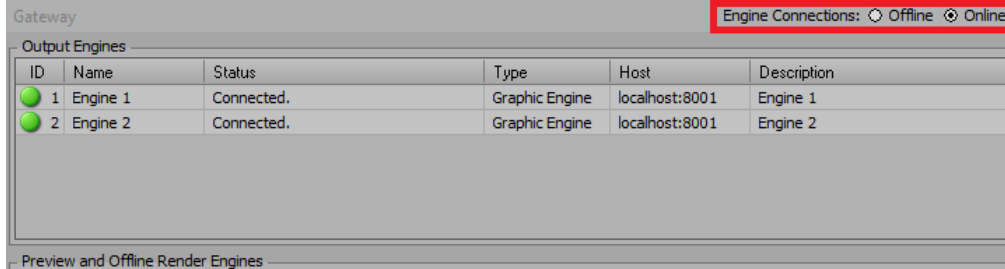 Gateway Engine Connections: Offline Online
Output Engines
ID Name Status Type Host Description
1 Engine 1 Connected. Graphic Engine localhost:8001 Engine 1
2 Engine 2 Connected. Graphic Engine localhost:8001 Engine 2
Preview and Offline Render Engines